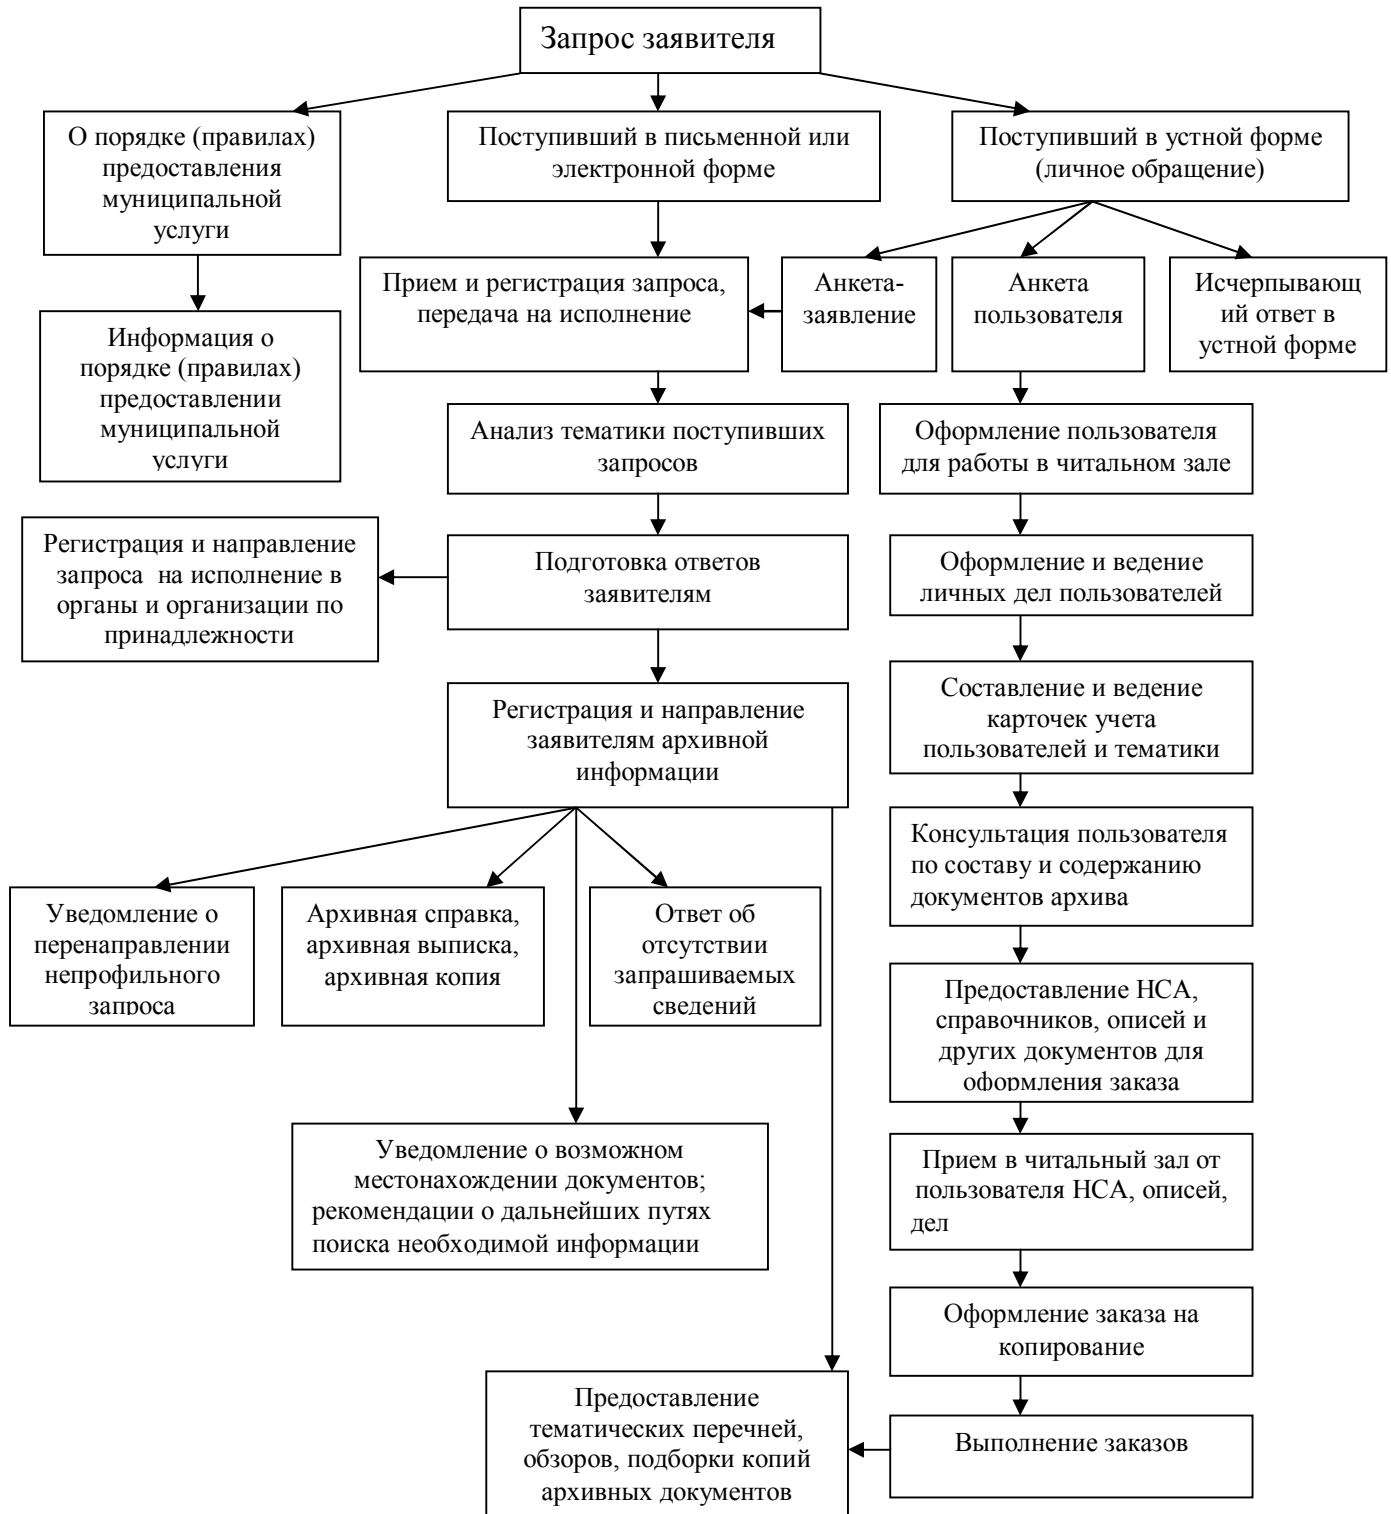 Запрос заявителя
О порядке (правилах)
предоставления
муниципальной
услуги
Поступивший в письменной или
электронной форме
Поступивший в устной форме
(личное обращение)
Прием и регистрация запроса,
передача на исполнение
Анкета-
заявление
Анкета
пользователя
Исчерпывающ
ий ответ в
устной форме
Информация о
порядке (правилах)
предоставлении
муниципальной
услуги
Анализ тематики поступивших
запросов
Оформление пользователя
для работы в читальном зале
Регистрация и направление
запроса на исполнение в
органы и организации по
принадлежности
Подготовка ответов
заявителям
Оформление и ведение
личных дел пользователей
Регистрация и направление
заявителям архивной
информации
Составление и ведение
карточек учета
пользователей и тематики
Консультация пользователя
по составу и содержанию
документов архива
Уведомление о
перенаправлении
непрофильного
запроса
Архивная справка,
архивная выписка,
архивная копия
Ответ об
отсутствии
запрашиваемых
сведений
Предоставление НСА,
справочников, описей и
других документов для
оформления заказа
Уведомление о возможном
местонахождении документов;
рекомендации о дальнейших путях
поиска необходимой информации
Прием в читальный зал от
пользователя НСА, описей,
дел
Оформление заказа на
копирование
Предоставление
тематических перечней,
обзоров, подборки копий
архивных документов
Выполнение заказов